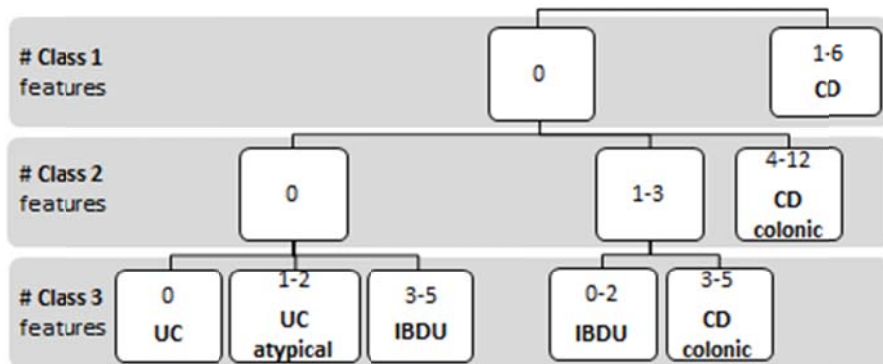 # Class 1
features
0
1-6
CD
# Class 2
features
0
1-3
4-12
CD
colonic
# Class 3
features
0
UC
1-2
UC
atypical
3-5
IBDU
0-2
IBDU
3-5
CD
colonic